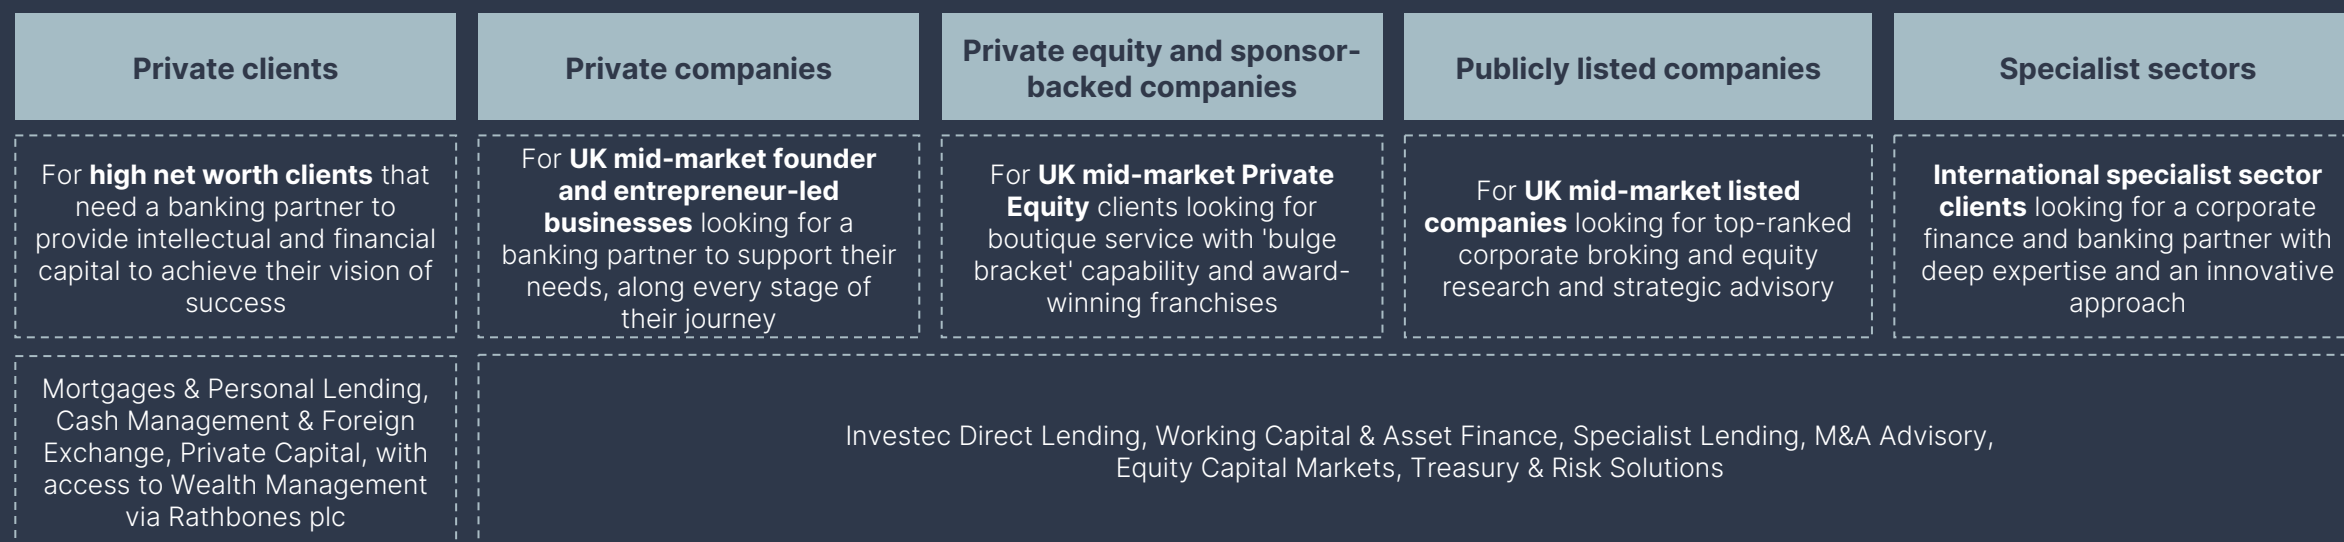 Private clients
Private companies
Private equity and sponsor-
backed companies
Publicly listed companies
Specialist sectors
For high net worth clients that
need a banking partner to
provide intellectual and financial
capital to achieve their vision of
success
For UK mid-market founder
and entrepreneur-led
businesses looking for a
banking partner to support their
needs, along every stage of
their journey
For UK mid-market Private
Equity clients looking for
boutique service with 'bulge
bracket' capability and award-
winning franchises
For UK mid-market listed
companies looking for top-ranked
corporate broking and equity
research and strategic advisory
International specialist sector
clients looking for a corporate
finance and banking partner with
deep expertise and an innovative
approach
Mortgages & Personal Lending,
Cash Management & Foreign
Exchange, Private Capital, with
access to Wealth Management
via Rathbones plc
Investec Direct Lending, Working Capital & Asset Finance, Specialist Lending, M&A Advisory,
Equity Capital Markets, Treasury & Risk Solutions